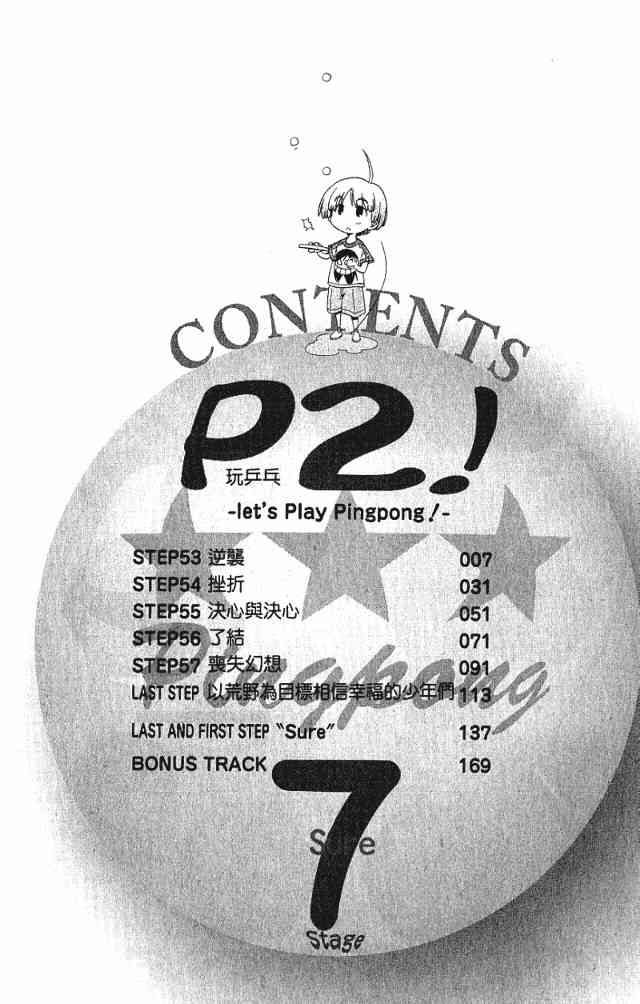 CONTENTS
P2!
玩乒乓
-let's Play Pingpong!-
STEP53 逆襲 007
STEP54 挫折 031
STEP55 決心與決心 051
STEP56 了結 071
STEP57 喪失幻想 091
LAST STEP 以荒野為目標相信幸福的少年們 113
LAST AND FIRST STEP “Sure” 137
BONUS TRACK 169
Pingpong
7
Sure
Stage